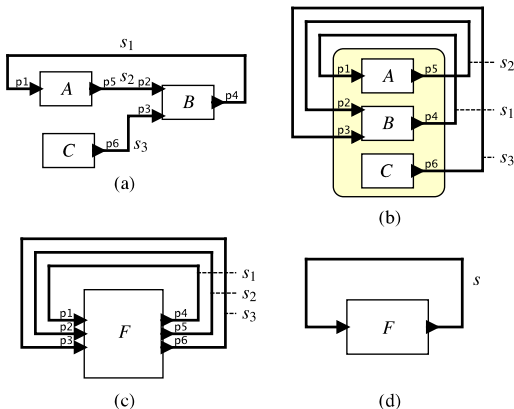 s1
p1 A p5 s2 p2 B p4
p3
C p6 s3
(a)
p1 A p5 s2
p2 B p4 s1
p3
C p6 s3
(b)
s1
s2
s3
p1 F p4
p2 p5
p3 p6
(c)
s
F
(d)